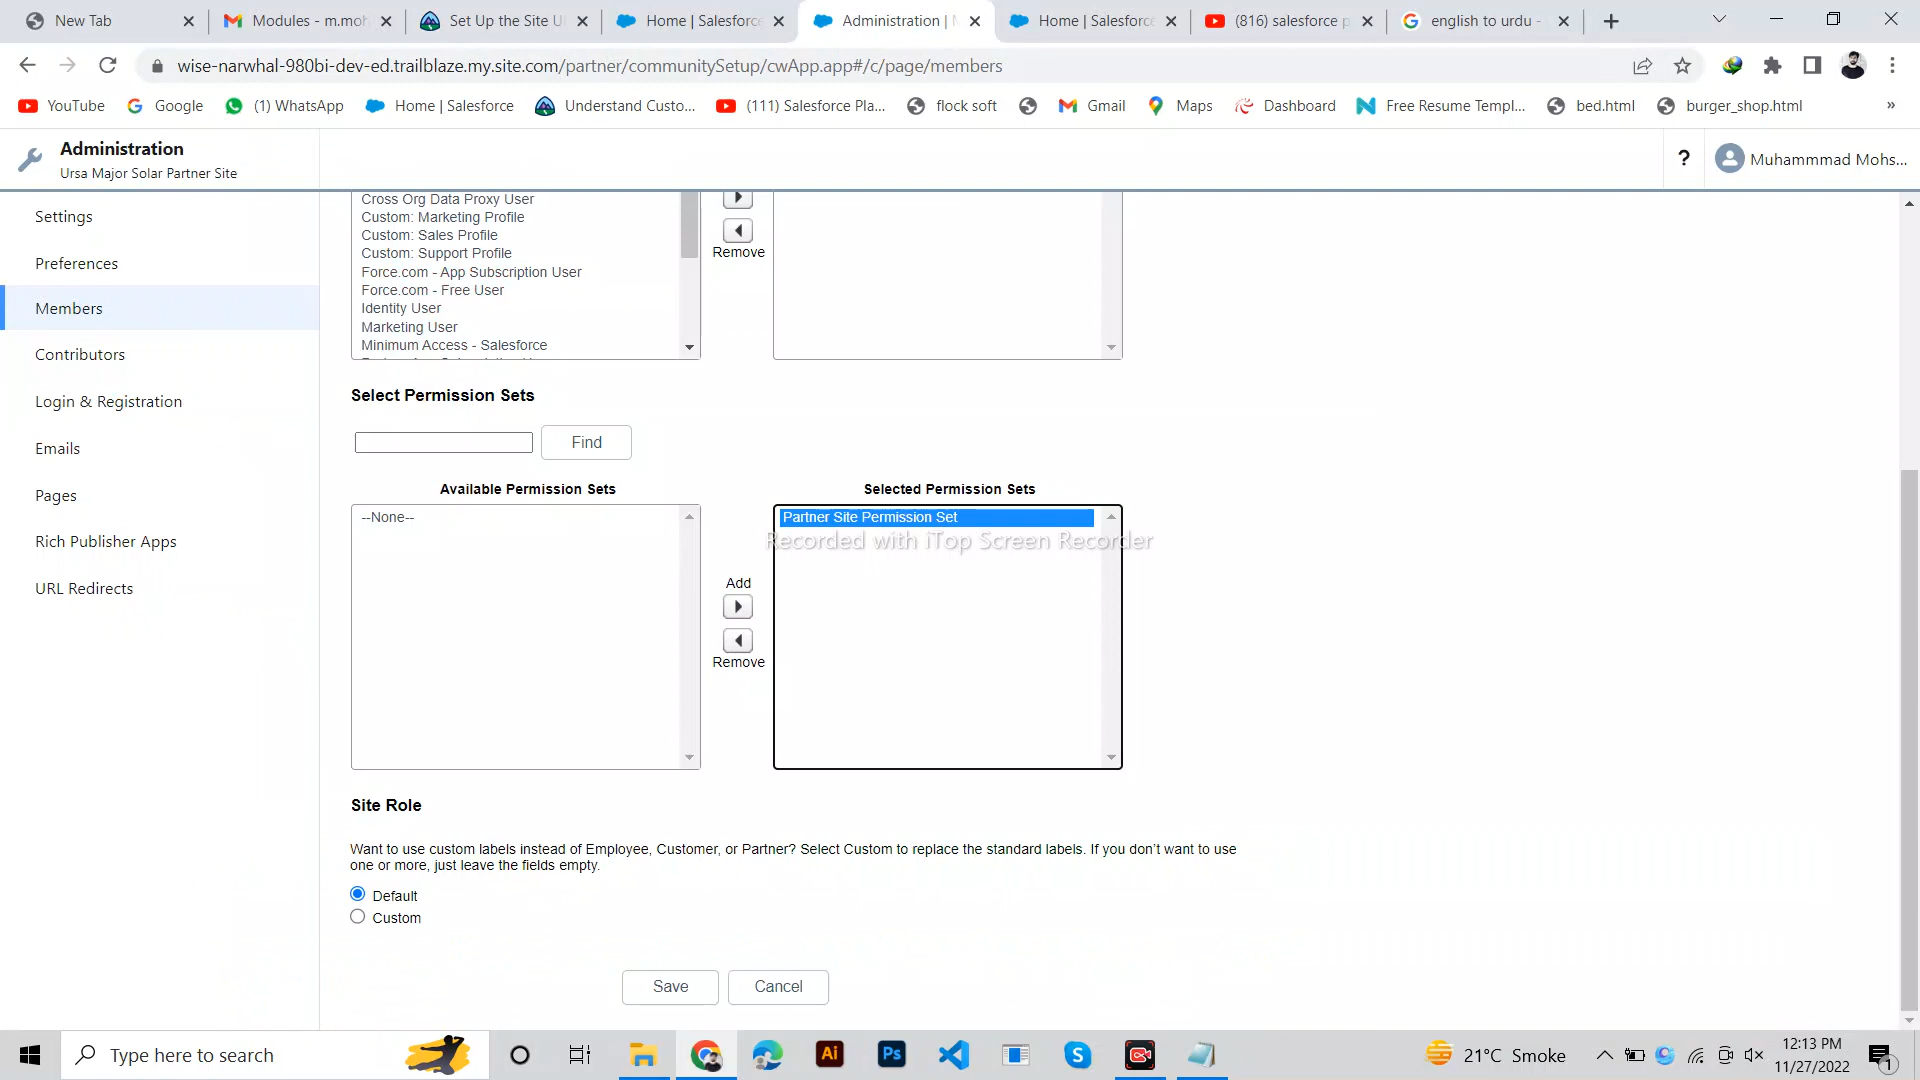 New Tab
Modules - m.moh
Set Up the Site U
Home | Salesforce
Administration |
Home | Salesforce
(816) salesforce p
english to urdu -
wise-narwhal-980bi-dev-ed.trailblaze.my.site.com/partner/communitySetup/cwApp.app#/c/page/members
YouTube
Google
(1) WhatsApp
Home | Salesforce
Understand Custo...
(111) Salesforce Pla...
flock soft
Gmail
Maps
Dashboard
Free Resume Templ...
bed.html
burger_shop.html
»
Administration
Ursa Major Solar Partner Site
?
Muhammmad Mohs...
Settings
Preferences
Members
Contributors
Login & Registration
Emails
Pages
Rich Publisher Apps
URL Redirects
Cross Org Data Proxy User
Custom: Marketing Profile
Custom: Sales Profile
Custom: Support Profile
Force.com - App Subscription User
Force.com - Free User
Identity User
Marketing User
Minimum Access - Salesforce
Remove
Select Permission Sets
Find
Available Permission Sets
Selected Permission Sets
--None--
Partner Site Permission Set
Recorded with iTop Screen Recorder
Add
Remove
Site Role
Want to use custom labels instead of Employee, Customer, or Partner? Select Custom to replace the standard labels. If you don't want to use
one or more, just leave the fields empty.
Default
Custom
Save
Cancel
Type here to search
Ai
Ps
21°C Smoke
12:13 PM
11/27/2022
1